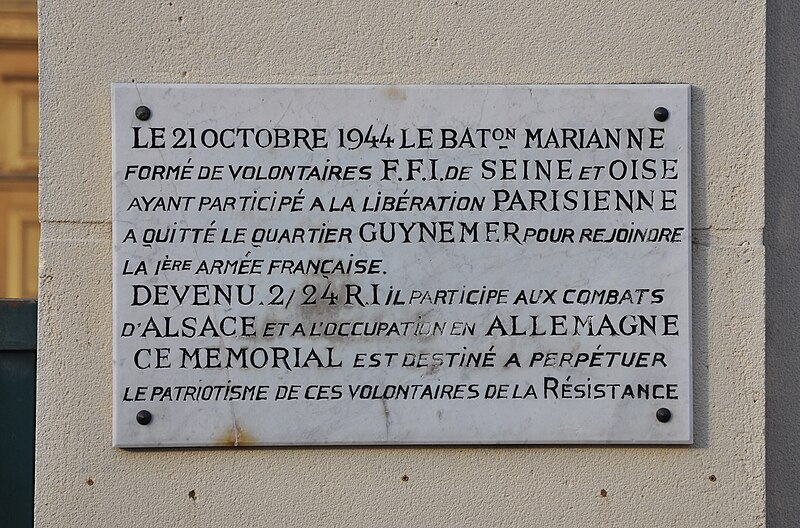 LE 21 OCTOBRE 1944 LE BATON MARIANNE
FORMÉ DE VOLONTAIRES F.F.I. DE SEINE ET OISE
AYANT PARTICIPÉ A LA LIBÉRATION PARISIENNE
A QUITTÉ LE QUARTIER GUYNEMER POUR REJOINDRE
LA 1ÈRE ARMÉE FRANÇAISE.
DEVENU. 2/24 R.I IL PARTICIPE AUX COMBATS
D'ALSACE ET A L'OCCUPATION EN ALLEMAGNE
CE MEMORIAL EST DESTINÉ A PERPÉTUER
LE PATRIOTISME DE CES VOLONTAIRES DE LA RÉSISTANCE